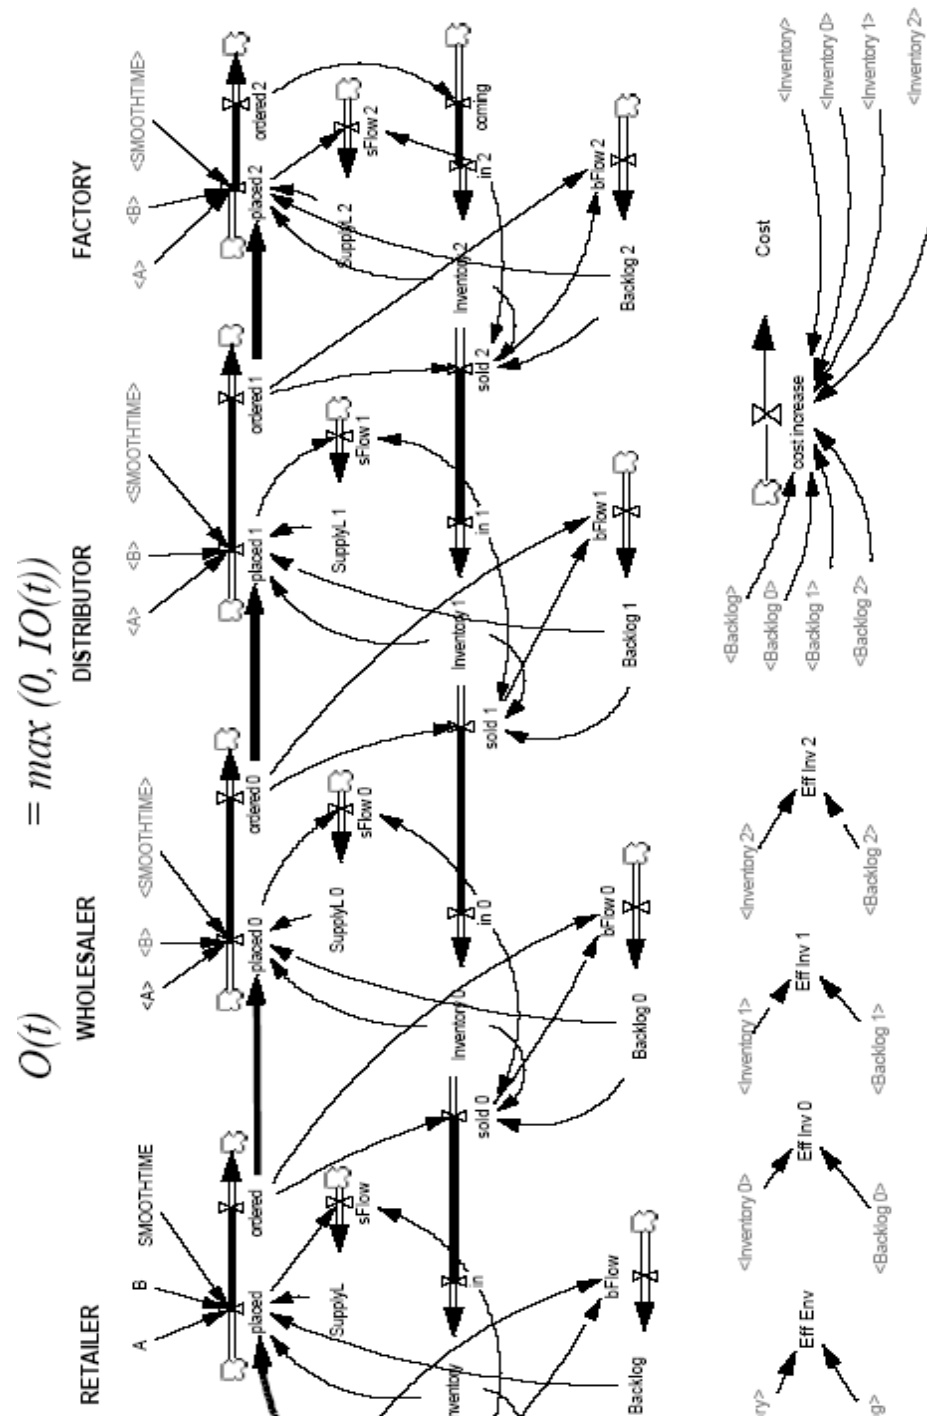 O(t) = max (0, IO(t))
RETAILER WHOLESALER DISTRIBUTOR FACTORY
A B SMOOTHTIME
<A> <B> <SMOOTHTIME>
<A> <B> <SMOOTHTIME>
<A> <B> <SMOOTHTIME>
placed ordered placed 0 ordered 0 placed 1 ordered 1 placed 2 ordered 2
SupplyL sFlow SupplyL 0 sFlow 0 SupplyL 1 sFlow 1 SupplyL 2 sFlow 2
Inventory in sold 0 Inventory 0 in 0 sold 1 Inventory 1 in 1 sold 2 Inventory 2 in 2 coming
bFlow bFlow 0 bFlow 1 bFlow 2
Backlog Backlog 0 Backlog 1 Backlog 2
<Inventory 0> <Inventory 1> <Inventory 2>
Eff Env Eff Inv 0 Eff Inv 1 Eff Inv 2
<Backlog 0> <Backlog 1> <Backlog 2>
<Backlog>
<Backlog 0>
<Backlog 1>
<Backlog 2>
cost increase
Cost
<Inventory>
<Inventory 0>
<Inventory 1>
<Inventory 2>